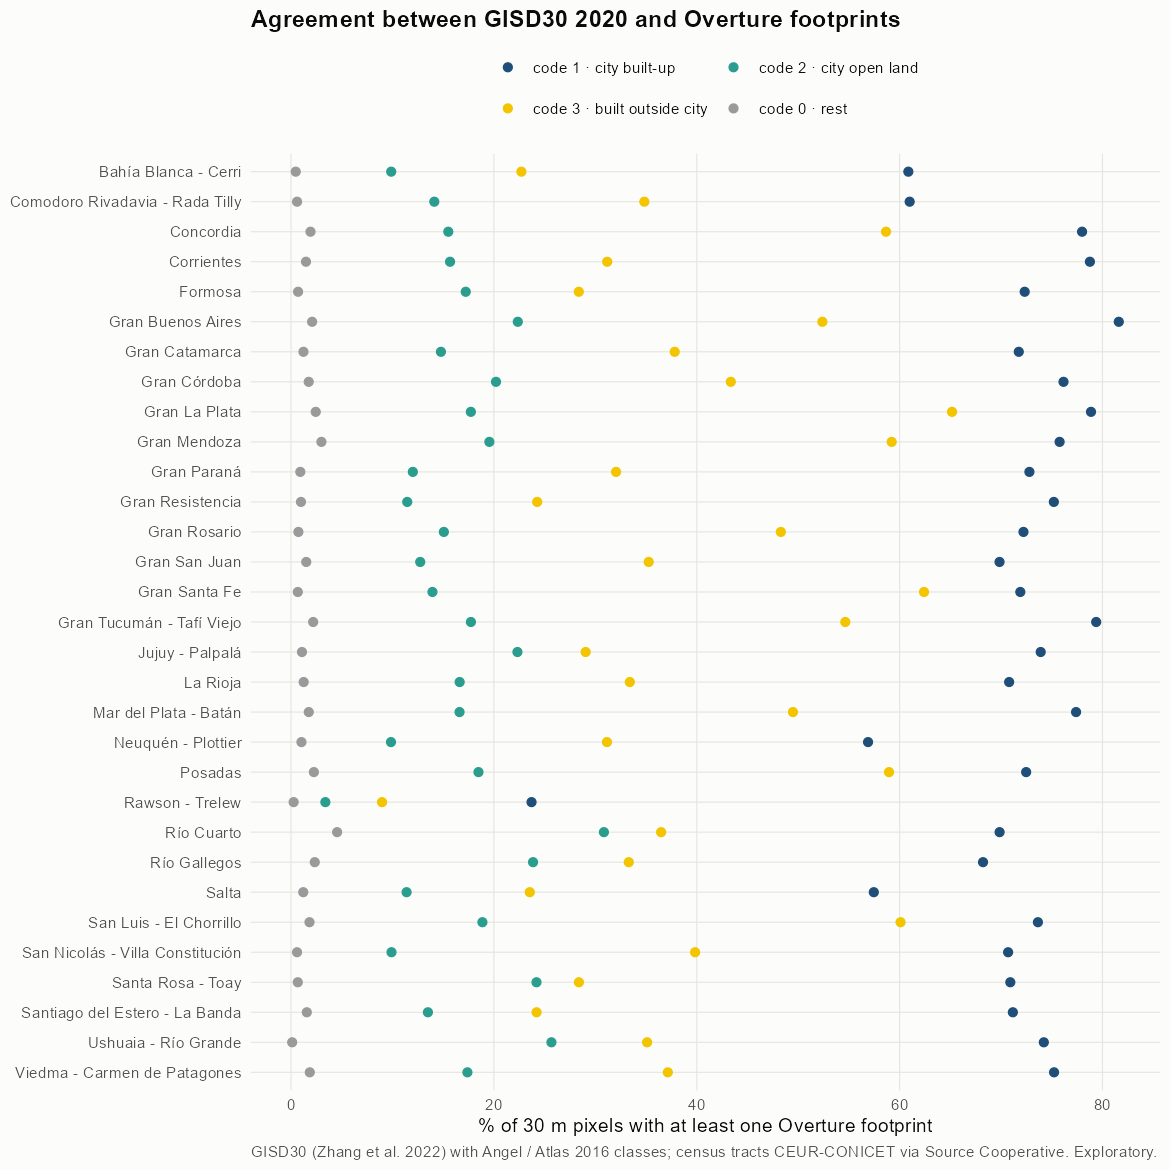 Agreement between GISD30 2020 and Overture footprints
code 1 · city built-up
code 2 · city open land
code 3 · built outside city
code 0 · rest
Bahía Blanca - Cerri
Comodoro Rivadavia - Rada Tilly
Concordia
Corrientes
Formosa
Gran Buenos Aires
Gran Catamarca
Gran Córdoba
Gran La Plata
Gran Mendoza
Gran Paraná
Gran Resistencia
Gran Rosario
Gran San Juan
Gran Santa Fe
Gran Tucumán - Tafí Viejo
Jujuy - Palpalá
La Rioja
Mar del Plata - Batán
Neuquén - Plottier
Posadas
Rawson - Trelew
Río Cuarto
Río Gallegos
Salta
San Luis - El Chorrillo
San Nicolás - Villa Constitución
Santa Rosa - Toay
Santiago del Estero - La Banda
Ushuaia - Río Grande
Viedma - Carmen de Patagones
0 20 40 60 80
% of 30 m pixels with at least one Overture footprint
GISD30 (Zhang et al. 2022) with Angel / Atlas 2016 classes; census tracts CEUR-CONICET via Source Cooperative. Exploratory.